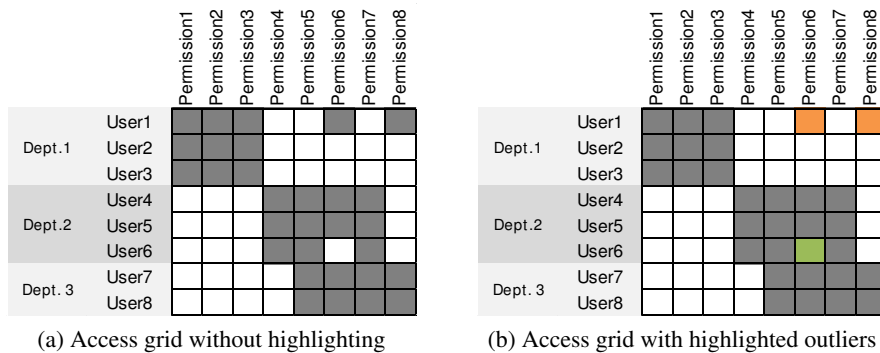 Permission1 Permission2 Permission3 Permission4 Permission5 Permission6 Permission7 Permission8
User1
Dept.1 User2
User3
User4
Dept.2 User5
User6
Dept. 3 User7
User8
(a) Access grid without highlighting
Permission1 Permission2 Permission3 Permission4 Permission5 Permission6 Permission7 Permission8
User1
Dept.1 User2
User3
User4
Dept.2 User5
User6
Dept. 3 User7
User8
(b) Access grid with highlighted outliers